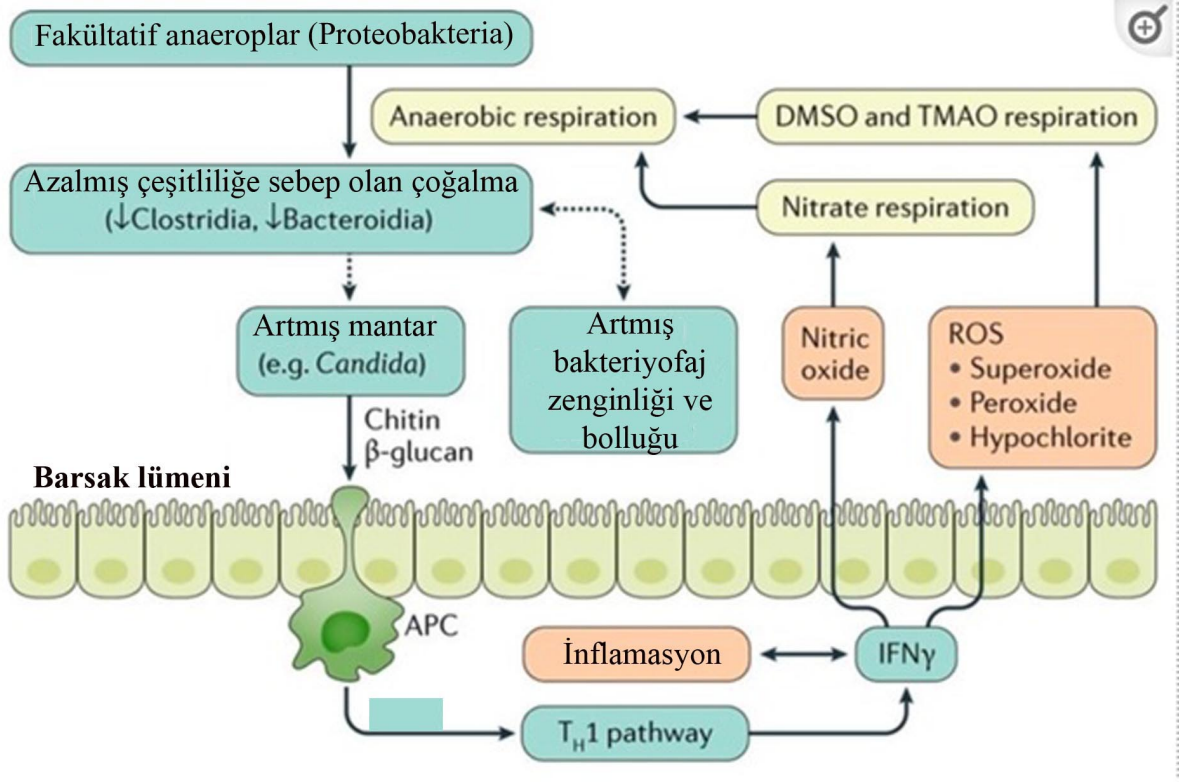 Fakültatif anaeroplar (Proteobakteria)
Anaerobic respiration
DMSO and TMAO respiration
Azalmış çeşitliliğe sebep olan çoğalma
(↓Clostridia, ↓Bacteroidia)
Nitrate respiration
Artmış mantar
(e.g. Candida)
Artmış
bakteriyofaj
zenginliği ve
bolluğu
Nitric
oxide
ROS
• Superoxide
• Peroxide
• Hypochlorite
Chitin
β-glucan
Barsak lümeni
APC
İnflamasyon
IFNγ
TH1 pathway